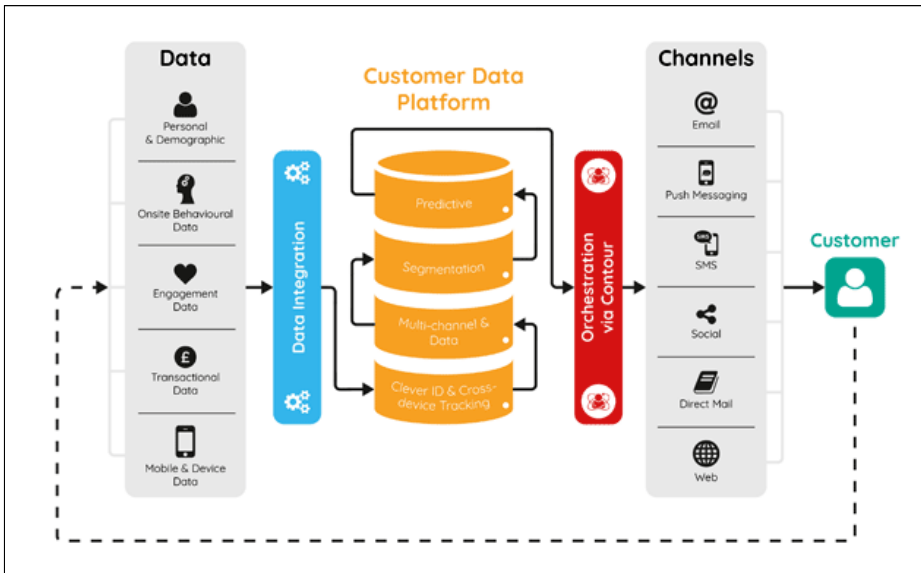 Data
Personal
& Demographic
Onsite Behavioural
Data
Engagement
Data
£
Transactional
Data
Mobile & Device
Data
Data Integration
Customer Data
Platform
Predictive
Segmentation
Multi-channel &
Data
Clever ID & Cross-
device Tracking
Orchestration
via Contour
Channels
@
Email
Push Messaging
SMS
SMS
Social
Direct Mail
Web
Customer